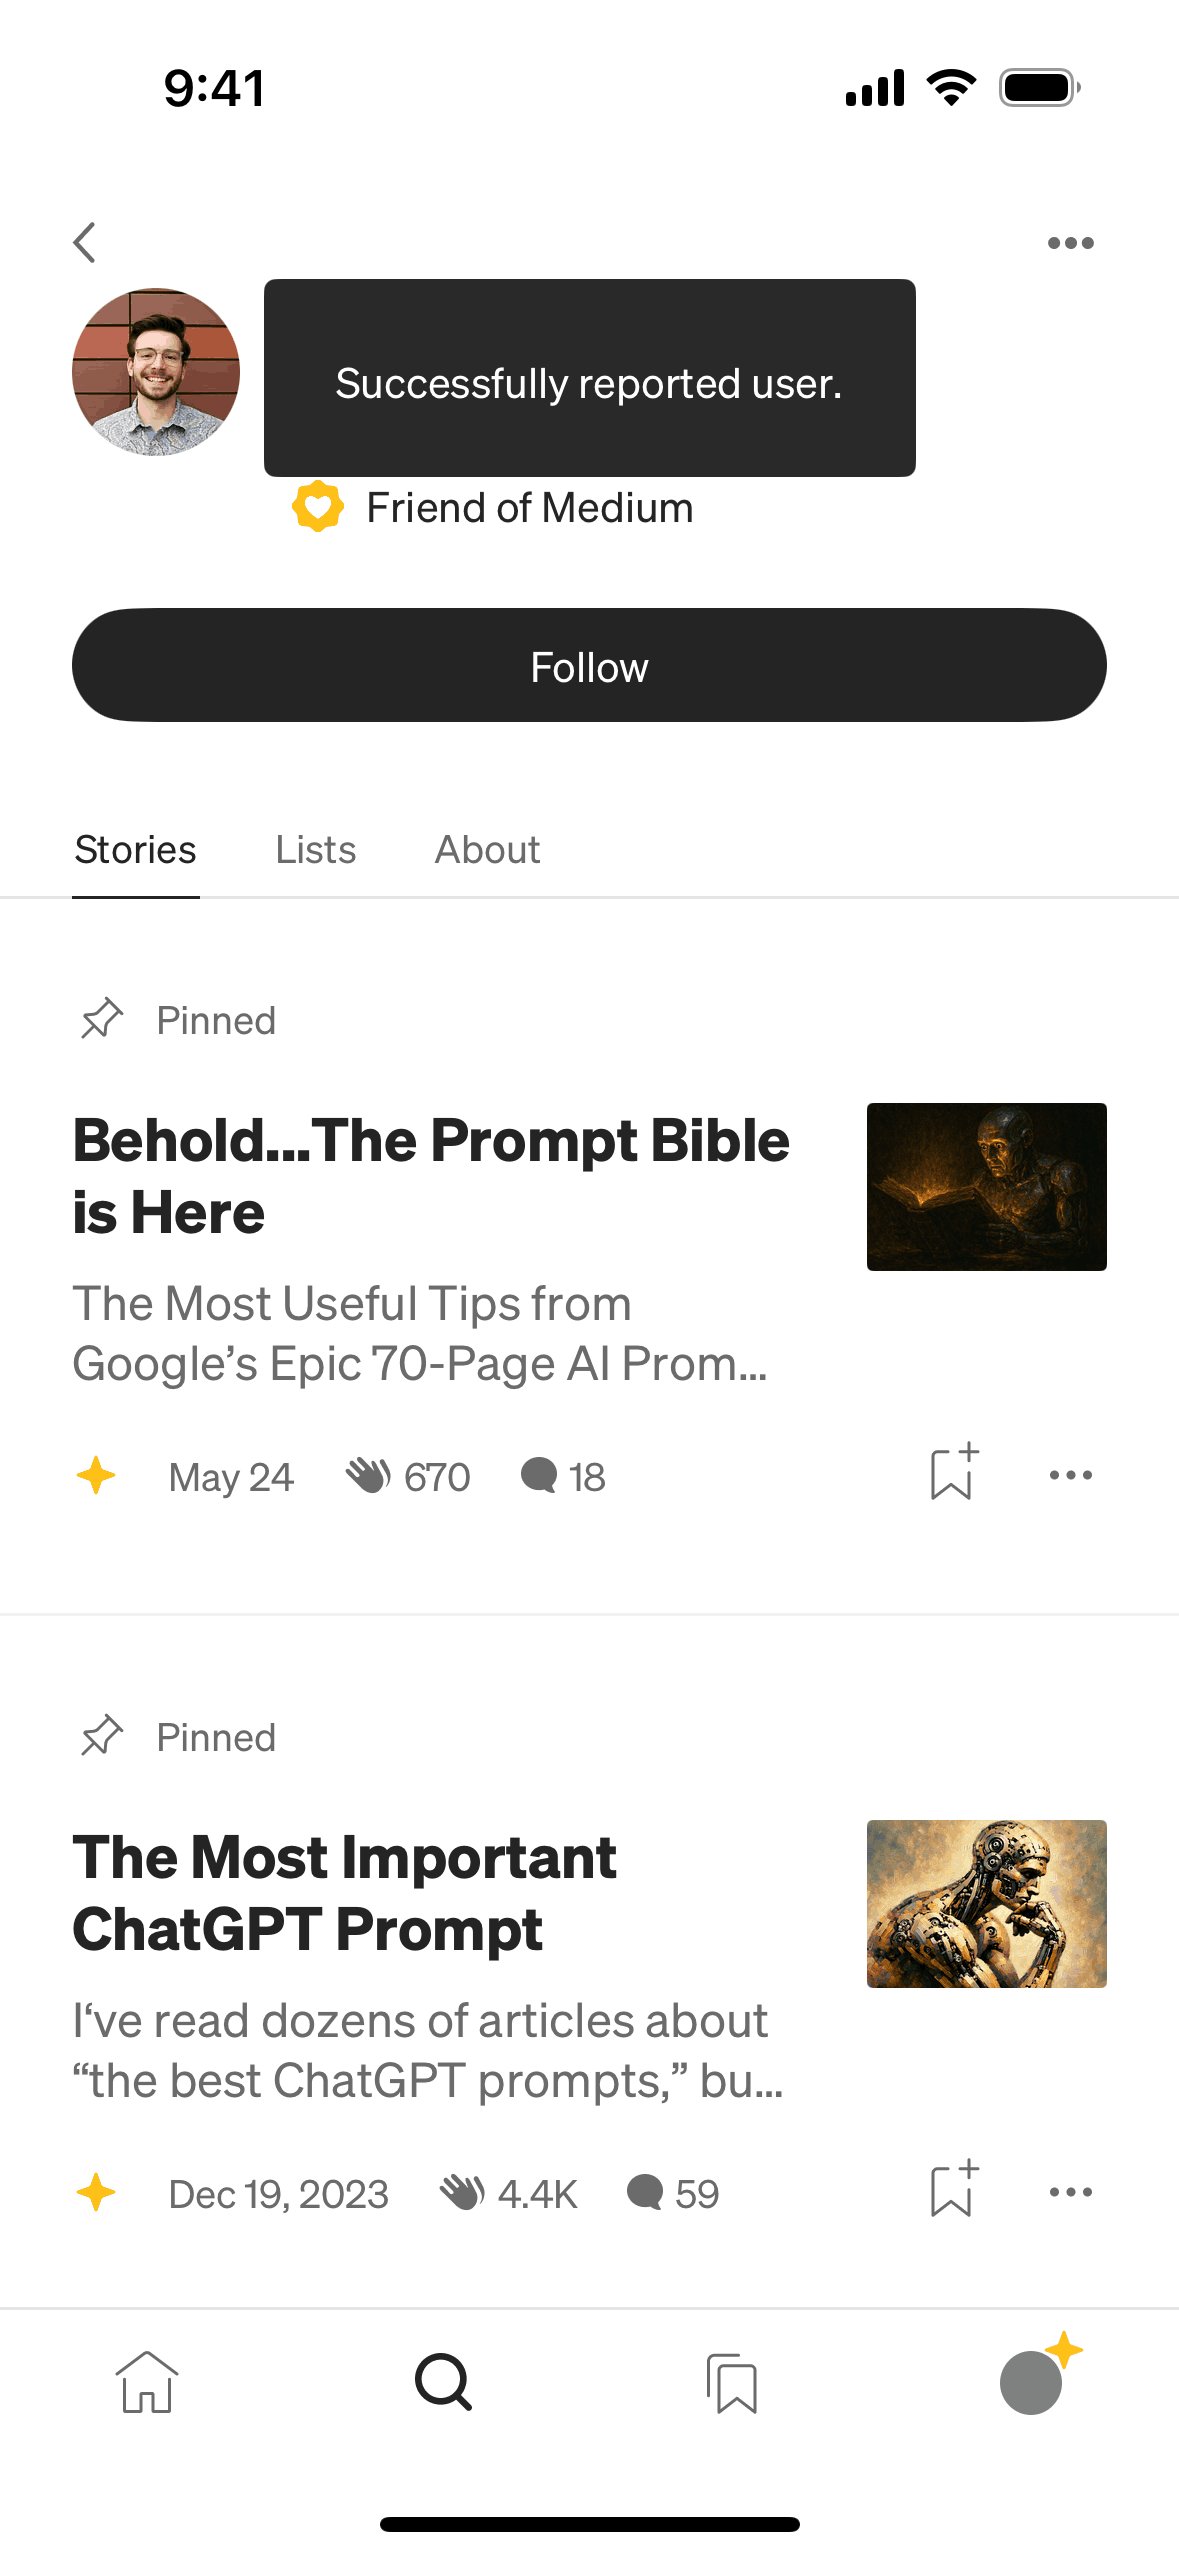 9:41
Successfully reported user.
Friend of Medium
Follow
Stories Lists About
Pinned
Behold...The Prompt Bible
is Here
The Most Useful Tips from
Google’s Epic 70-Page AI Prom...
May 24 670 18
Pinned
The Most Important
ChatGPT Prompt
I‘ve read dozens of articles about
“the best ChatGPT prompts,” bu...
Dec 19, 2023 4.4K 59